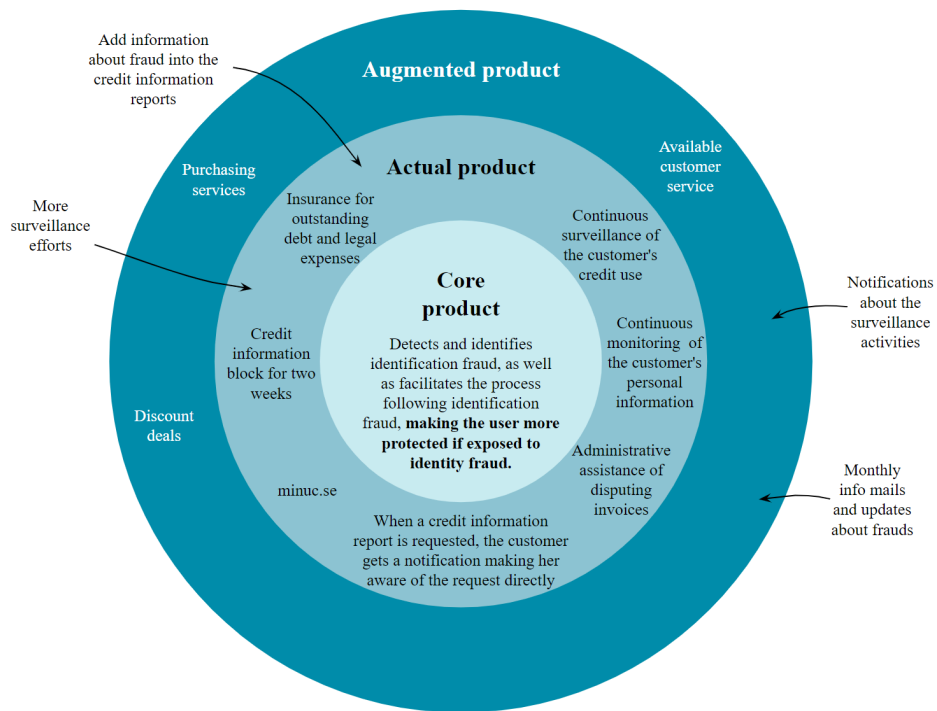 Add information
about fraud into the
credit information
reports
Augmented product
Purchasing
services
Available
customer
service
Actual product
More
surveillance
efforts
Insurance for
outstanding
debt and legal
expenses
Continuous
surveillance of
the customer's
credit use
Core
product
Detects and identifies
identification fraud, as well
as facilitates the process
following identification
fraud, making the user more
protected if exposed to
identity fraud.
Notifications
about the
surveillance
activities
Credit
information
block for two
weeks
Continuous
monitoring of
the customer's
personal
information
Discount
deals
Administrative
assistance of
disputing
invoices
Monthly
info mails
and updates
about frauds
minuc.se
When a credit information
report is requested, the customer
gets a notification making her
aware of the request directly